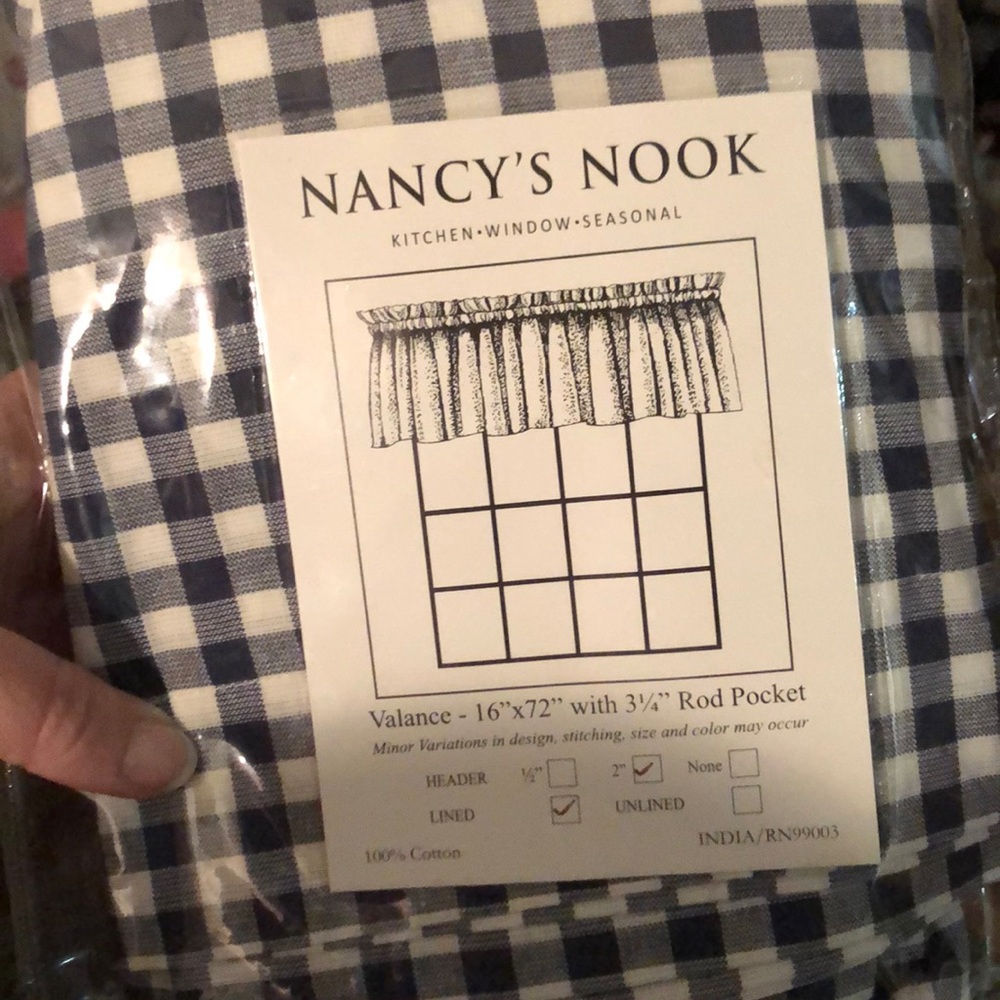 NANCY'S NOOK
KITCHEN•WINDOW•SEASONAL
Valance - 16”x72” with 3¼” Rod Pocket
Minor Variations in design, stitching, size and color may occur
HEADER ½” 2” None
LINED UNLINED
INDIA/RN99003
100% Cotton